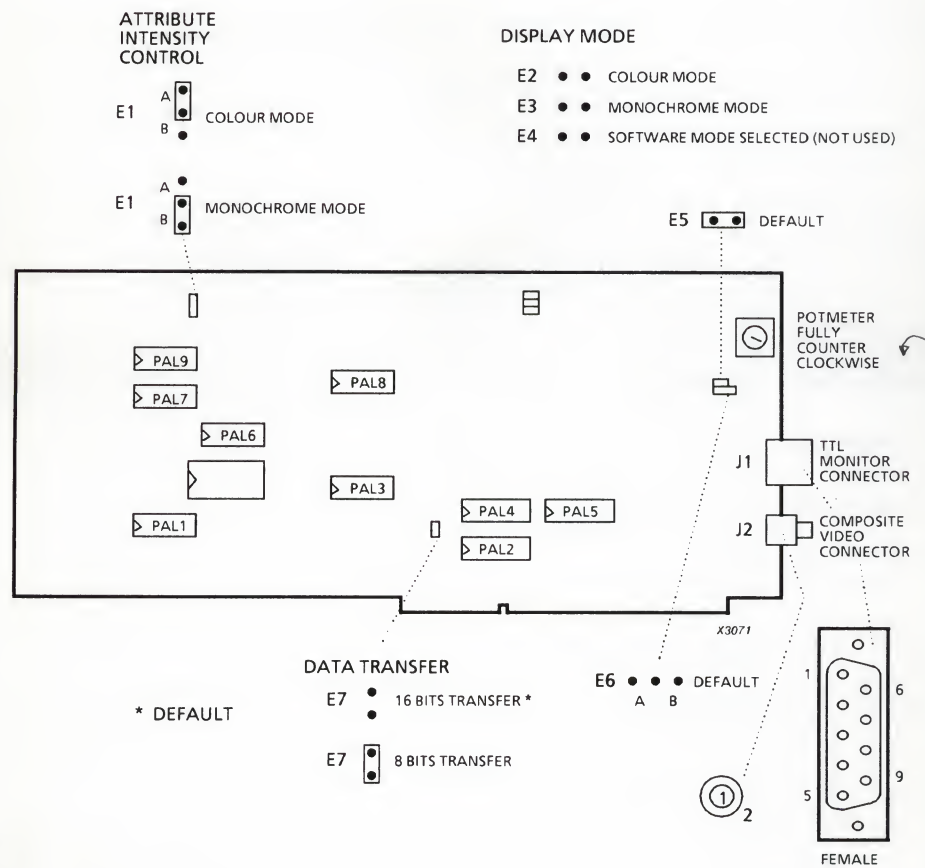 ATTRIBUTE
INTENSITY
CONTROL
E1
A
B
COLOUR MODE
E1
A
B
MONOCHROME MODE
DISPLAY MODE
E2 COLOUR MODE
E3 MONOCHROME MODE
E4 SOFTWARE MODE SELECTED (NOT USED)
E5 DEFAULT
POTMETER
FULLY
COUNTER
CLOCKWISE
PAL9
PAL7
PAL8
PAL6
PAL3
PAL1
PAL4
PAL5
PAL2
J1
TTL
MONITOR
CONNECTOR
J2
COMPOSITE
VIDEO
CONNECTOR
X3071
DATA TRANSFER
E7 16 BITS TRANSFER *
E7 8 BITS TRANSFER
* DEFAULT
E6 DEFAULT
A B
1
2
1
6
5
9
FEMALE